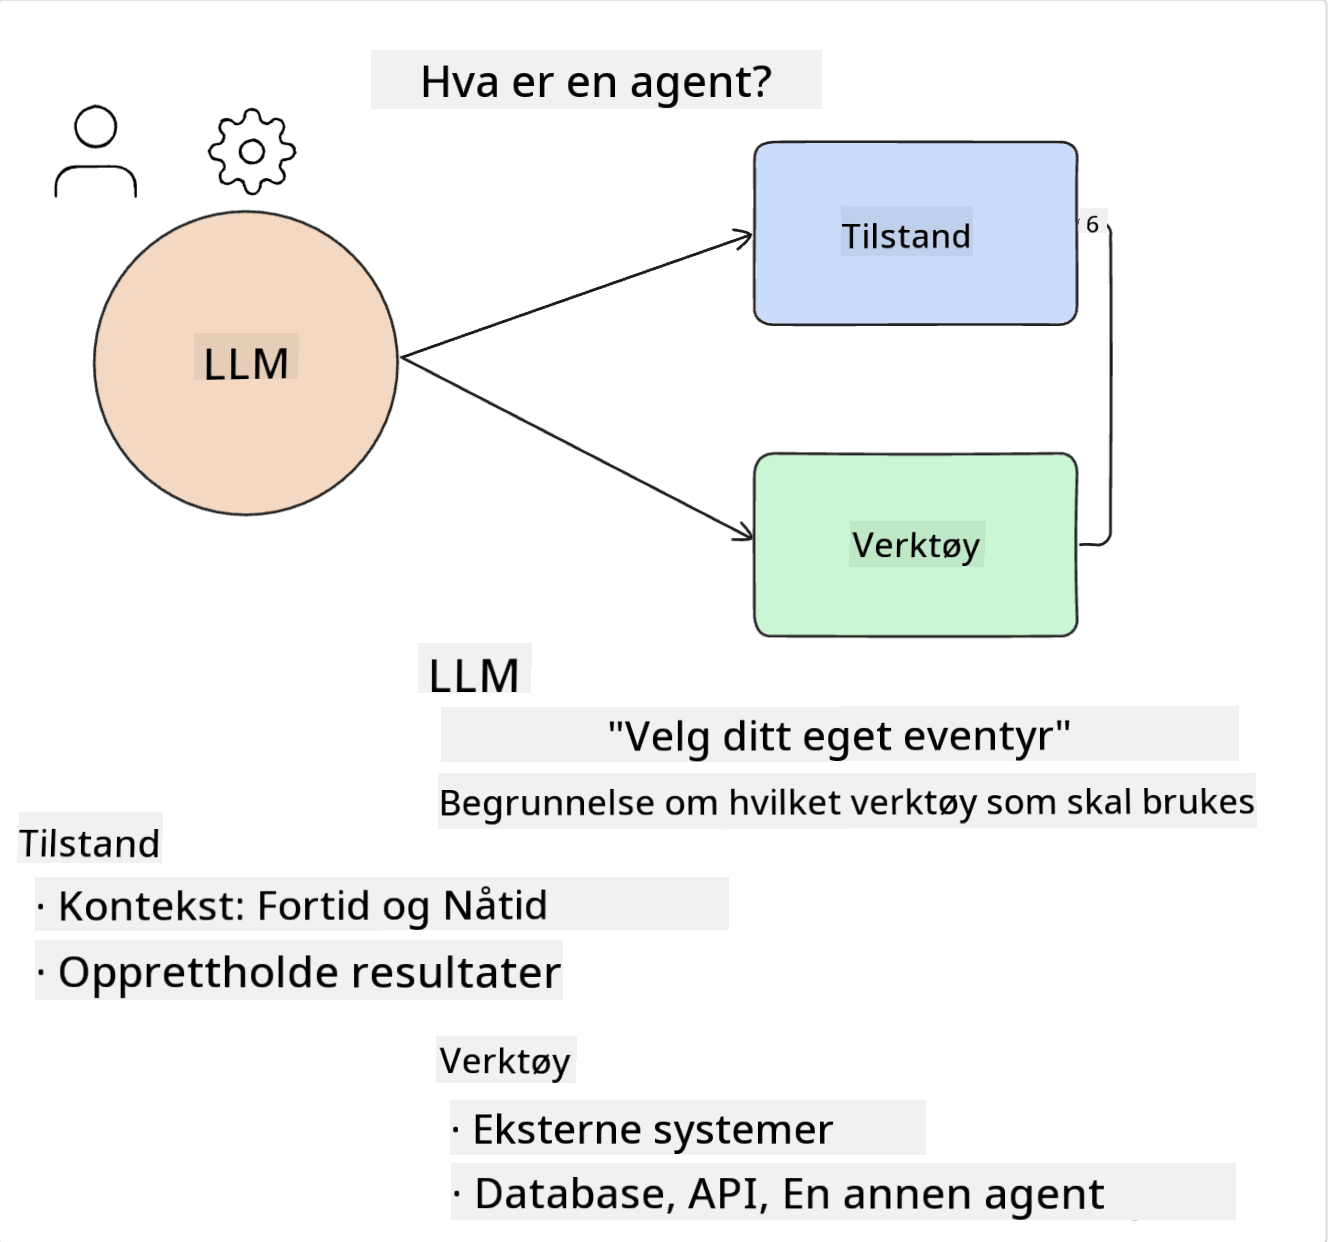 Hva er en agent?
LLM
Tilstand
6
Verktøy
LLM
"Velg ditt eget eventyr"
Begrunnelse om hvilket verktøy som skal brukes
Tilstand
· Kontekst: Fortid og Nåtid
· Opprettholde resultater
Verktøy
· Eksterne systemer
· Database, API, En annen agent